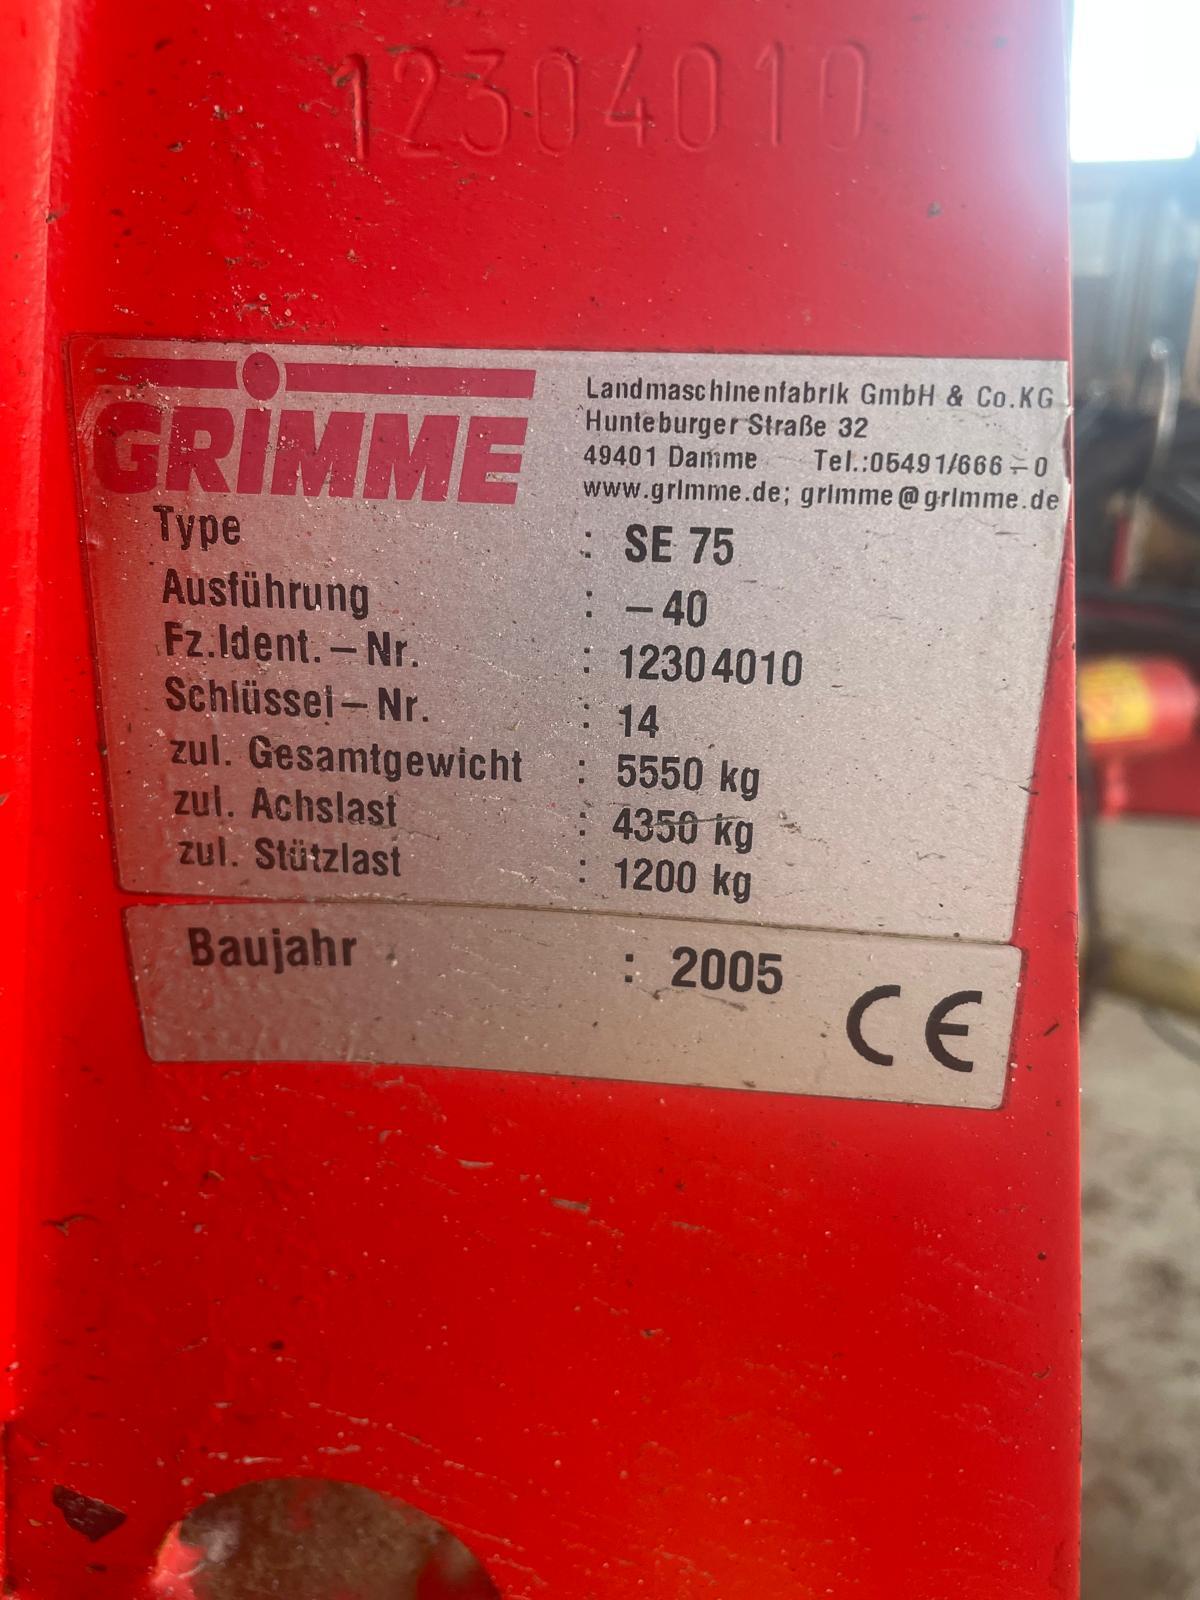 12304010
GRIMME
Landmaschinenfabrik GmbH & Co.KG
Hunteburger Straße 32
49401 Damme Tel.:05491/666-0
www.grimme.de; grimme@grimme.de
Type : SE 75
Ausführung : -40
Fz.Ident.-Nr. : 12304010
Schlüssel-Nr. : 14
zul. Gesamtgewicht : 5550 kg
zul. Achslast : 4350 kg
zul. Stützlast : 1200 kg
Baujahr : 2005
CE